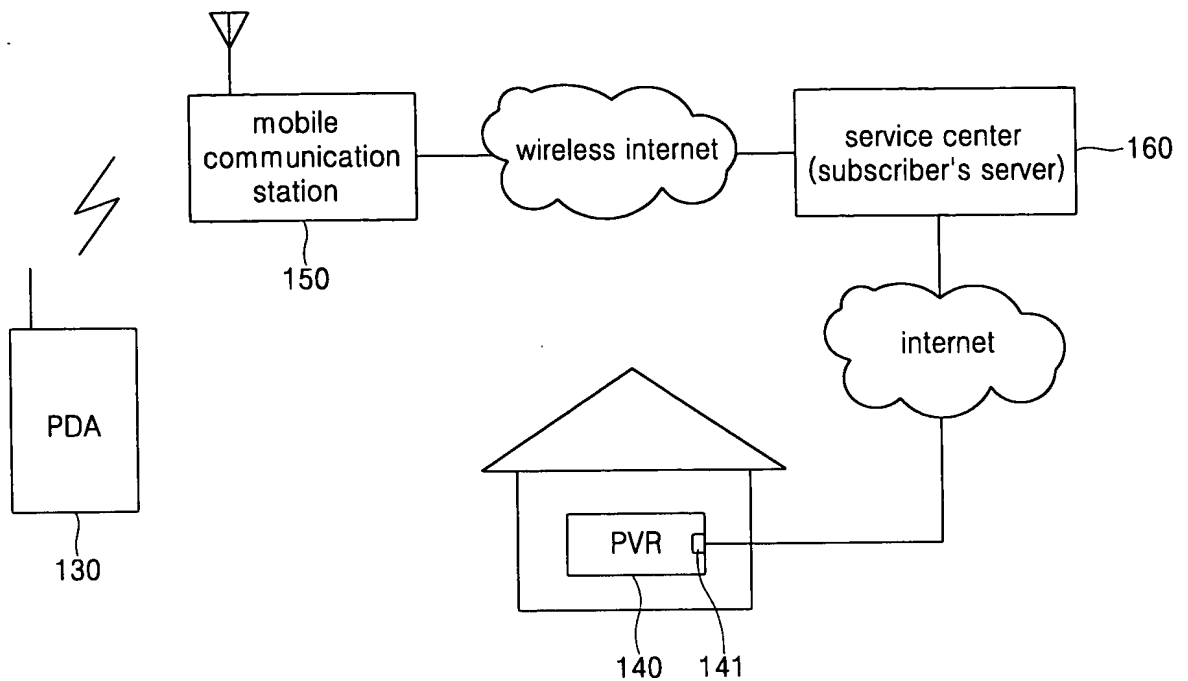 mobile
communication
station
150
wireless internet
service center
(subscriber's server)
160
internet
PDA
130
PVR
140
141